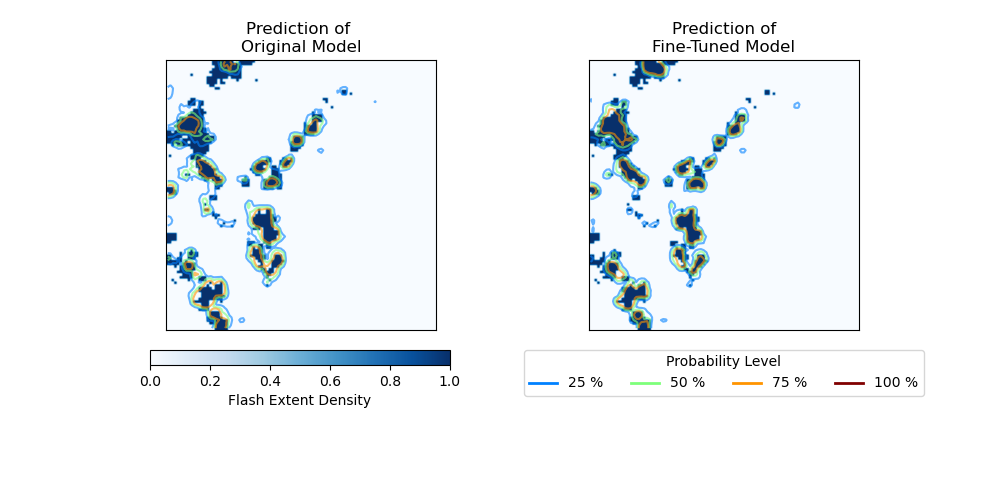 Prediction of
Original Model
Prediction of
Fine-Tuned Model
0.0 0.2 0.4 0.6 0.8 1.0
Flash Extent Density
Probability Level
25 % 50 % 75 % 100 %